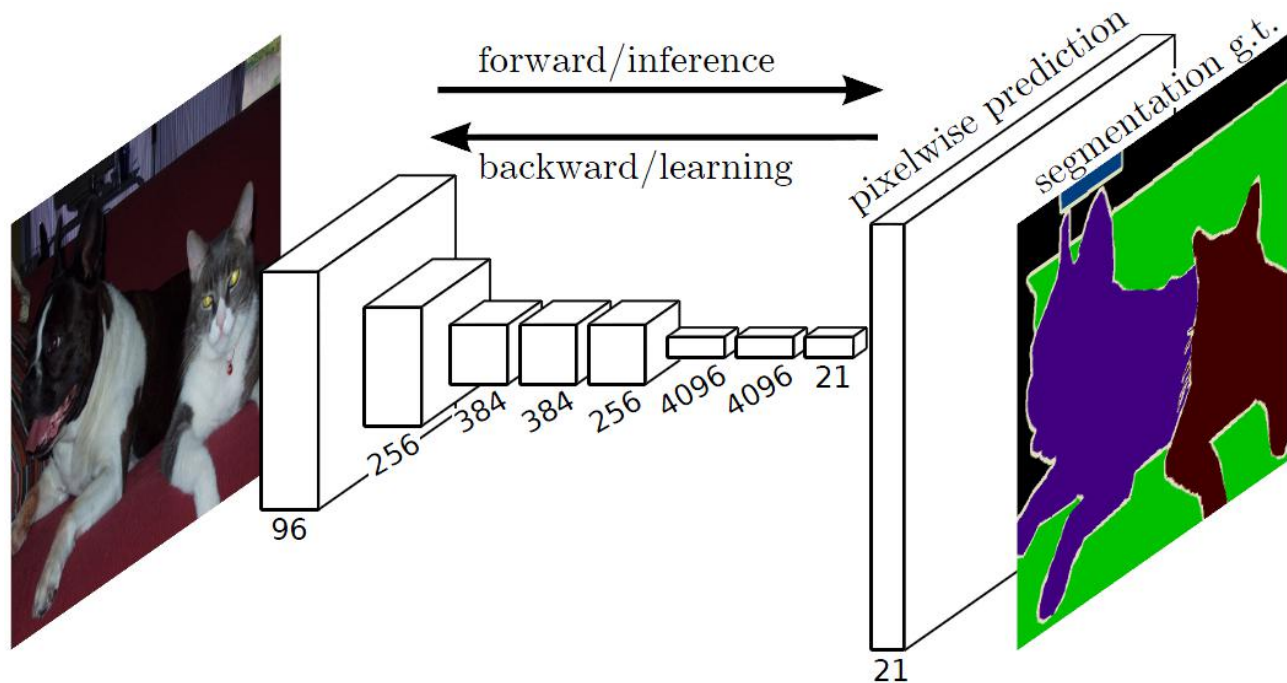 forward/inference
backward/learning
pixelwise prediction
segmentation g.t.
96
256
384
384
256
4096
4096
21
21